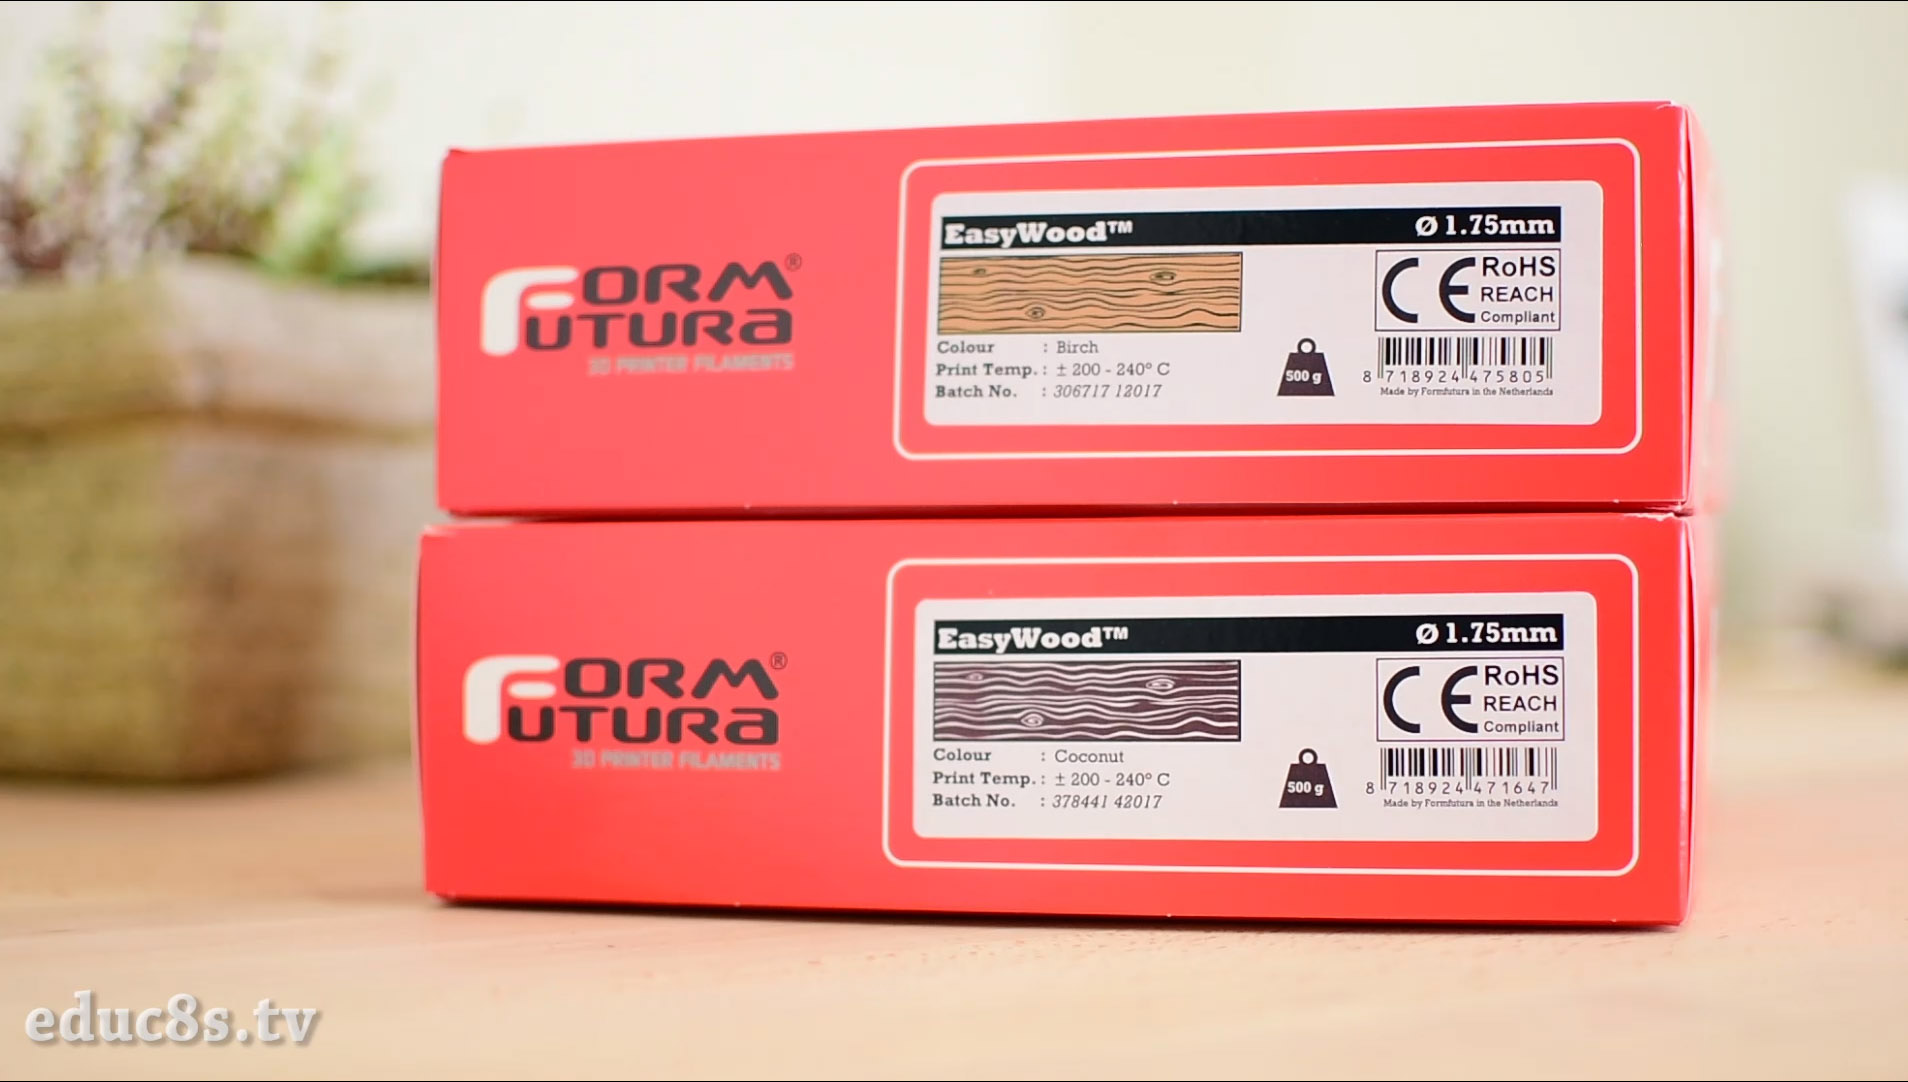 FORM®
FUTURA
3D PRINTER FILAMENTS
EasyWood™ Ø 1.75mm
CE RoHS
REACH
Compliant
Colour : Birch
Print Temp. : ± 200 - 240° C
Batch No. : 306717 12017
500 g
8 718924 475805
Made by Formfutura in the Netherlands
FORM®
FUTURA
3D PRINTER FILAMENTS
EasyWood™ Ø 1.75mm
CE RoHS
REACH
Compliant
Colour : Coconut
Print Temp. : ± 200 - 240° C
Batch No. : 378441 42017
500 g
8 718924 471647
Made by Formfutura in the Netherlands
educ8s.tv